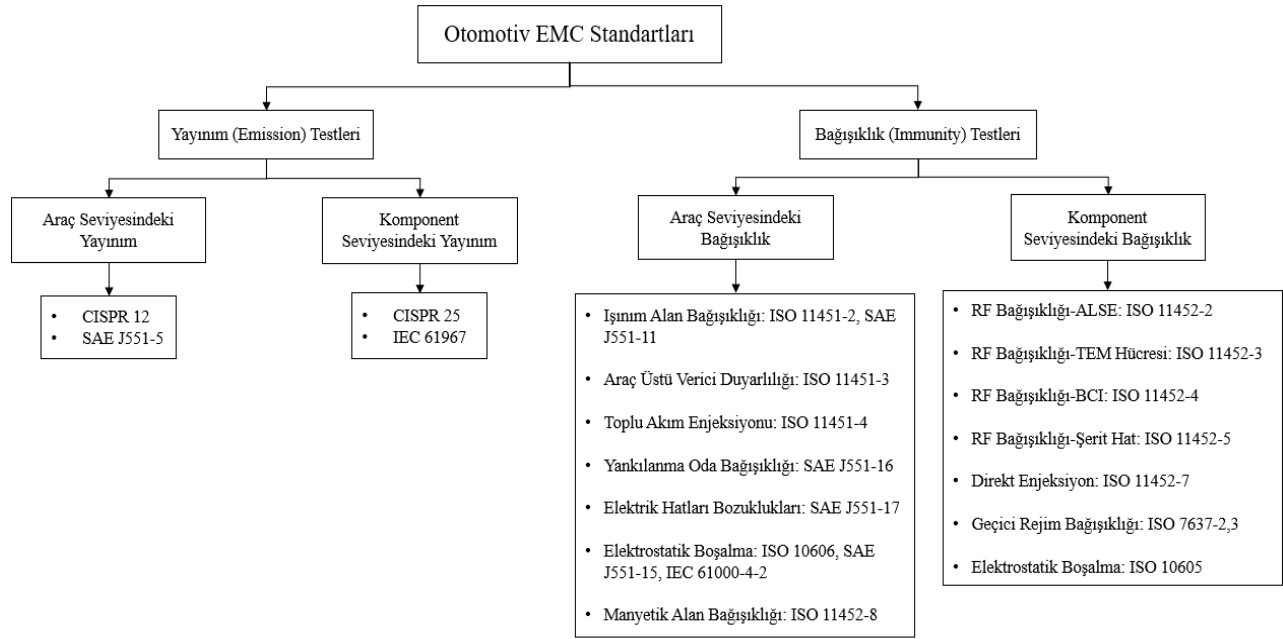 Otomotiv EMC Standartları
Yayınım (Emission) Testleri
Bağışıklık (Immunity) Testleri
Araç Seviyesindeki
Yayınım
Komponent
Seviyesindeki Yayınım
Araç Seviyesindeki
Bağışıklık
Komponent
Seviyesindeki Bağışıklık
• CISPR 12
• SAE J551-5
• CISPR 25
• IEC 61967
• Işınım Alan Bağışıklığı: ISO 11451-2, SAE
J551-11
• Araç Üstü Verici Duyarlılığı: ISO 11451-3
• Toplu Akım Enjeksiyonu: ISO 11451-4
• Yankılanma Oda Bağışıklığı: SAE J551-16
• Elektrik Hatları Bozuklukları: SAE J551-17
• Elektrostatik Boşalma: ISO 10606, SAE
J551-15, IEC 61000-4-2
• Manyetik Alan Bağışıklığı: ISO 11452-8
• RF Bağışıklığı-ALSE: ISO 11452-2
• RF Bağışıklığı-TEM Hücresi: ISO 11452-3
• RF Bağışıklığı-BCI: ISO 11452-4
• RF Bağışıklığı-Şerit Hat: ISO 11452-5
• Direkt Enjeksiyon: ISO 11452-7
• Geçici Rejim Bağışıklığı: ISO 7637-2,3
• Elektrostatik Boşalma: ISO 10605